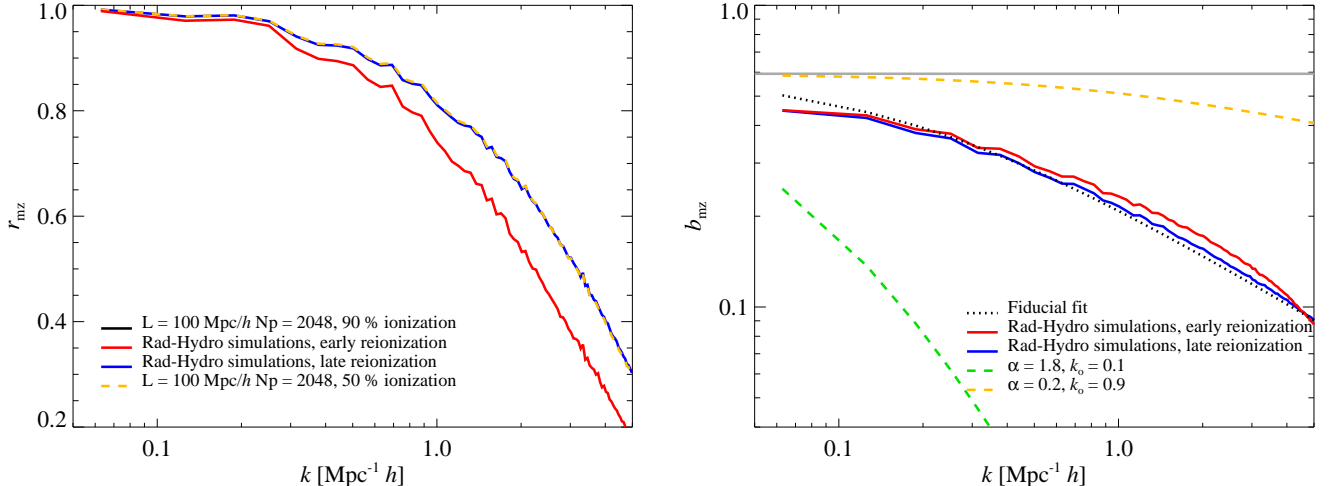 1.0
0.8
0.6
0.4
0.2
r_mz
L = 100 Mpc/h Np = 2048, 90 % ionization
Rad-Hydro simulations, early reionization
Rad-Hydro simulations, late reionization
L = 100 Mpc/h Np = 2048, 50 % ionization
0.1 1.0
k [Mpc⁻¹ h]
1.0
0.1
b_mz
Fiducial fit
Rad-Hydro simulations, early reionization
Rad-Hydro simulations, late reionization
α = 1.8, kₒ = 0.1
α = 0.2, kₒ = 0.9
0.1 1.0
k [Mpc⁻¹ h]